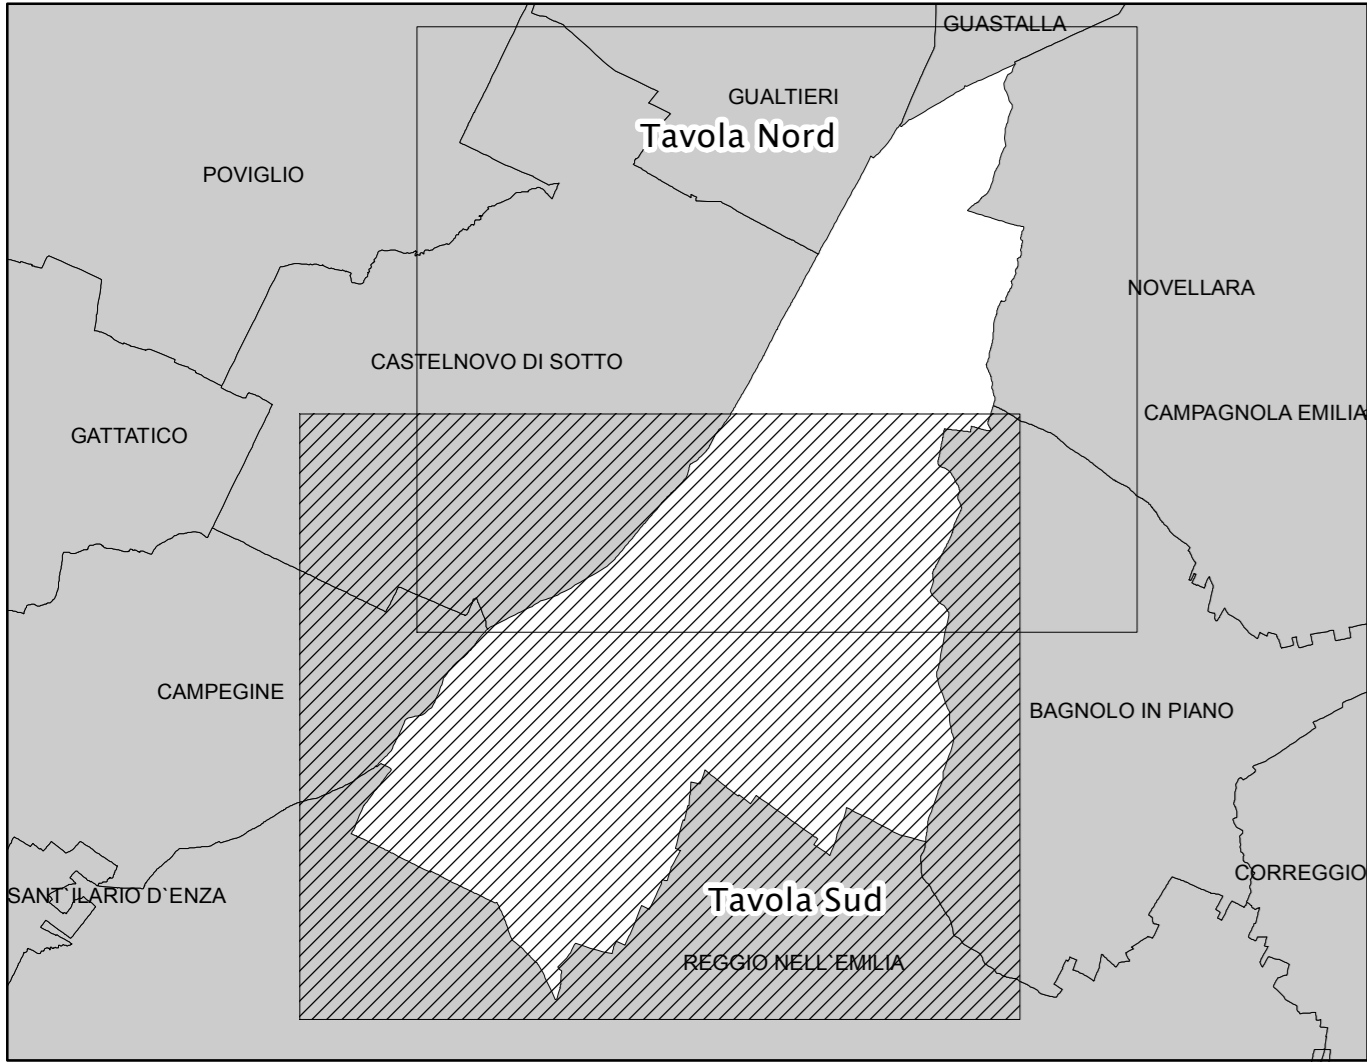 GUASTALLA
GUALTIERI
Tavola Nord
POVIGLIO
NOVELLARA
CASTELNOVO DI SOTTO
CAMPAGNOLA EMILIA
GATTATICO
CAMPEGINE
BAGNOLO IN PIANO
CORREGGIO
SANT`ILARIO D`ENZA
Tavola Sud
REGGIO NELL`EMILIA